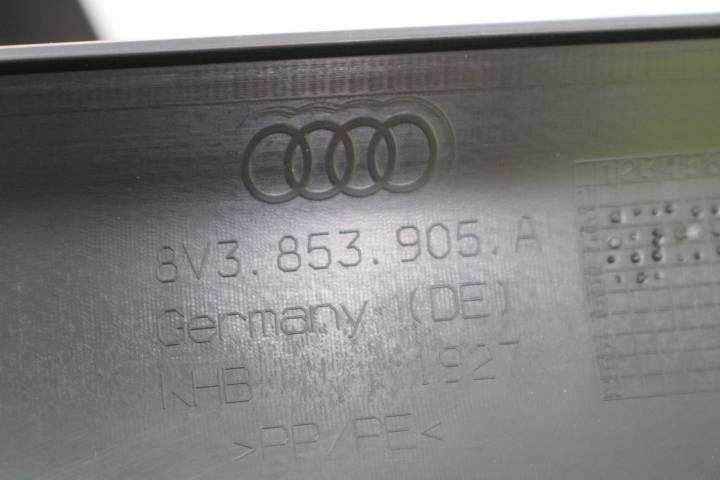 8V3.853.905.A
Germany (DE)
KHB 1927
>PP/PE<